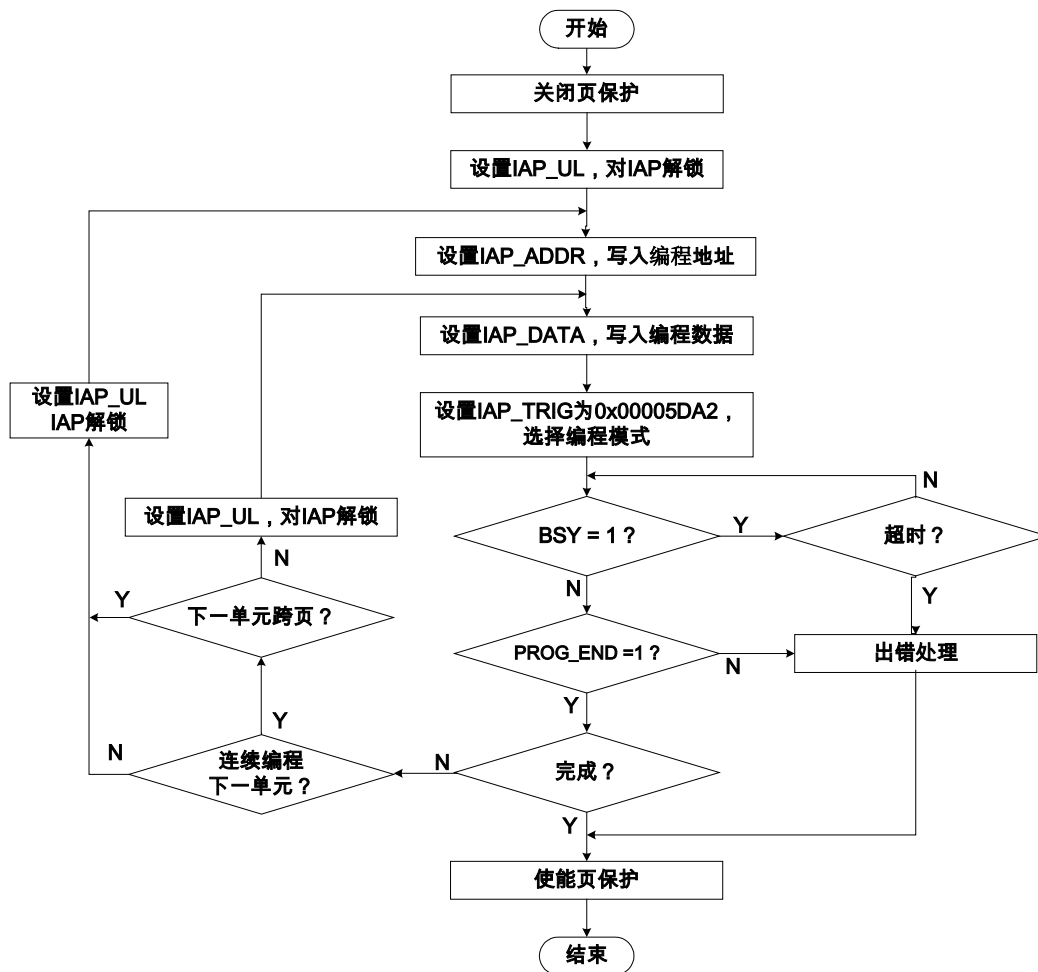 开始
关闭页保护
设置IAP_UL，对IAP解锁
设置IAP_ADDR，写入编程地址
设置IAP_DATA，写入编程数据
设置IAP_UL
IAP解锁
设置IAP_TRIG为0x00005DA2，
选择编程模式
N
设置IAP_UL，对IAP解锁
BSY = 1？
Y
超时？
N
N
Y
Y
下一单元跨页？
PROG_END =1？
N
出错处理
Y
Y
N
连续编程
下一单元？
N
完成？
Y
使能页保护
结束